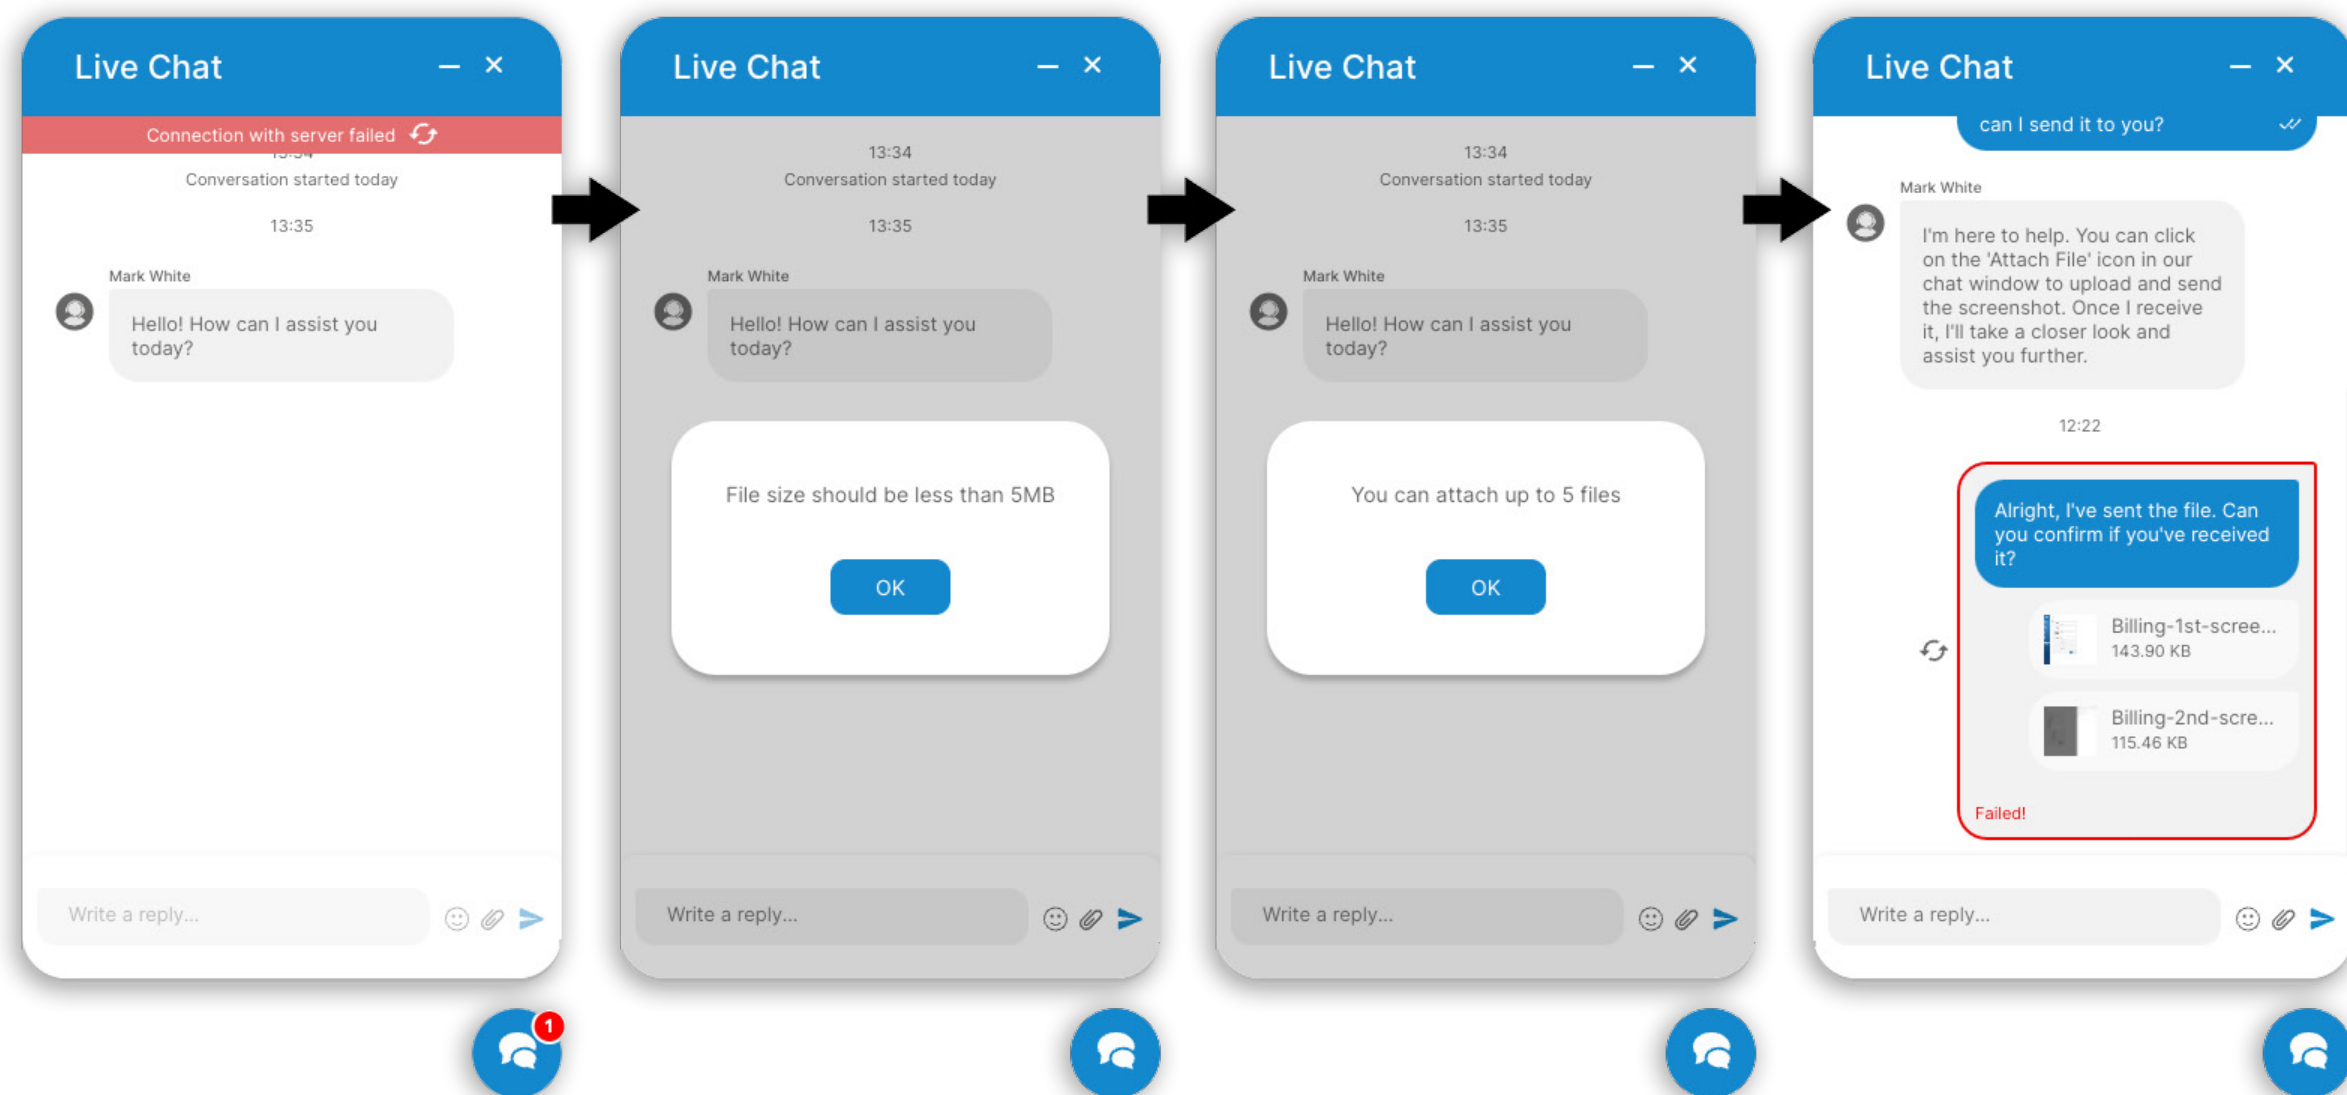 Live Chat
Connection with server failed
Conversation started today
13:35
Mark White
Hello! How can I assist you
today?
Write a reply...
1
Live Chat
13:34
Conversation started today
13:35
Mark White
Hello! How can I assist you
today?
File size should be less than 5MB
OK
Write a reply...
Live Chat
13:34
Conversation started today
13:35
Mark White
Hello! How can I assist you
today?
You can attach up to 5 files
OK
Write a reply...
Live Chat
can I send it to you?
Mark White
I'm here to help. You can click
on the 'Attach File' icon in our
chat window to upload and send
the screenshot. Once I receive
it, I'll take a closer look and
assist you further.
12:22
Alright, I've sent the file. Can
you confirm if you've received
it?
Billing-1st-scree...
143.90 KB
Billing-2nd-scre...
115.46 KB
Failed!
Write a reply...